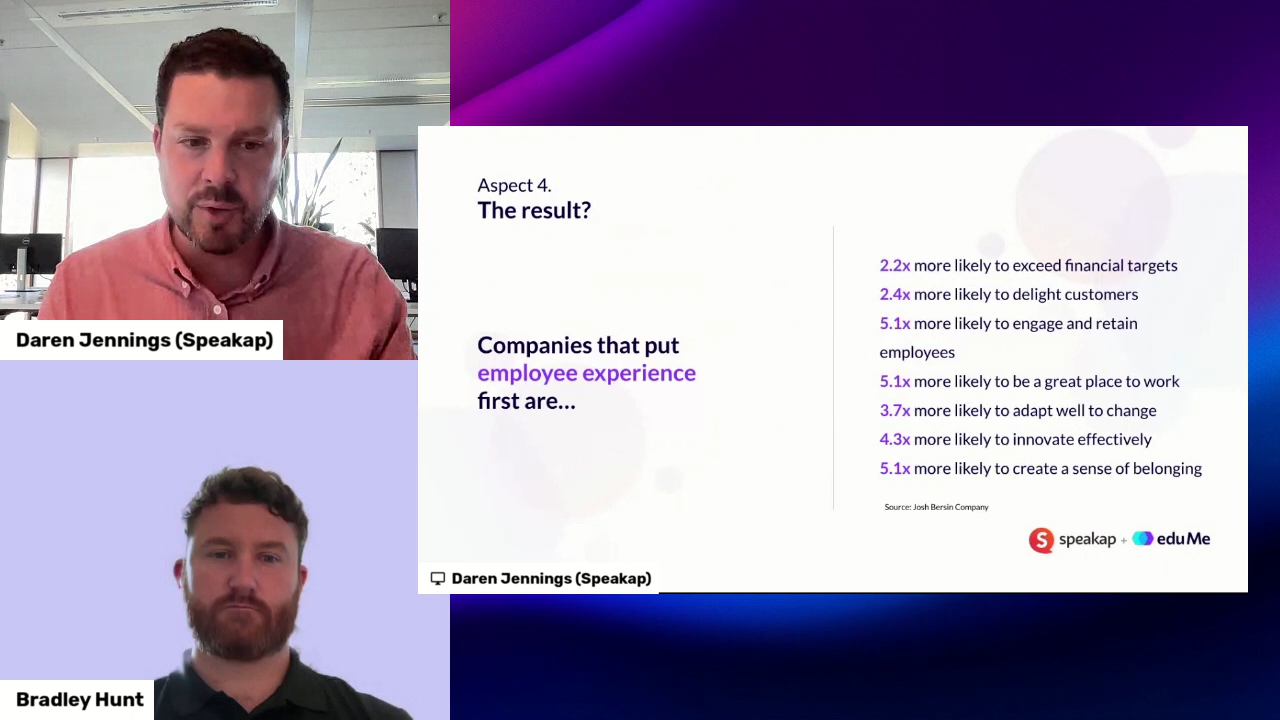 Daren Jennings (Speakap)
Bradley Hunt
Aspect 4.
The result?
Companies that put
employee experience
first are...
2.2x more likely to exceed financial targets
2.4x more likely to delight customers
5.1x more likely to engage and retain
employees
5.1x more likely to be a great place to work
3.7x more likely to adapt well to change
4.3x more likely to innovate effectively
5.1x more likely to create a sense of belonging
Source: Josh Bersin Company
S speakap + eduMe
Daren Jennings (Speakap)